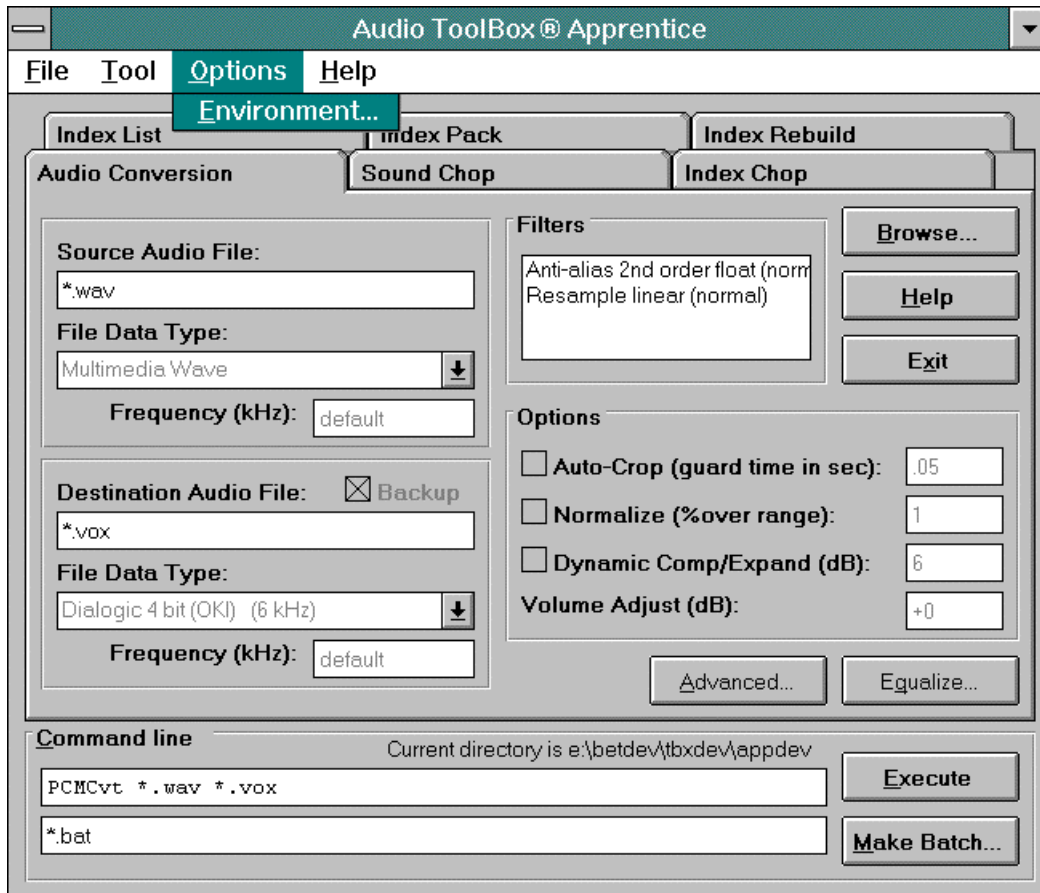 Audio ToolBox® Apprentice
File Tool Options Help
Environment...
Index List Index Pack Index Rebuild
Audio Conversion Sound Chop Index Chop
Source Audio File:
*.wav
File Data Type:
Multimedia Wave
Frequency (kHz): default
Destination Audio File: Backup
*.vox
File Data Type:
Dialogic 4 bit (OKI) (6 kHz)
Frequency (kHz): default
Filters
Anti-alias 2nd order float (norm
Resample linear (normal)
Browse...
Help
Exit
Options
Auto-Crop (guard time in sec): .05
Normalize (%over range): 1
Dynamic Comp/Expand (dB): 6
Volume Adjust (dB): +0
Advanced... Equalize...
Command line
Current directory is e:\betdev\tbxdev\appdev
PCMCvt *.wav *.vox
Execute
*.bat
Make Batch...